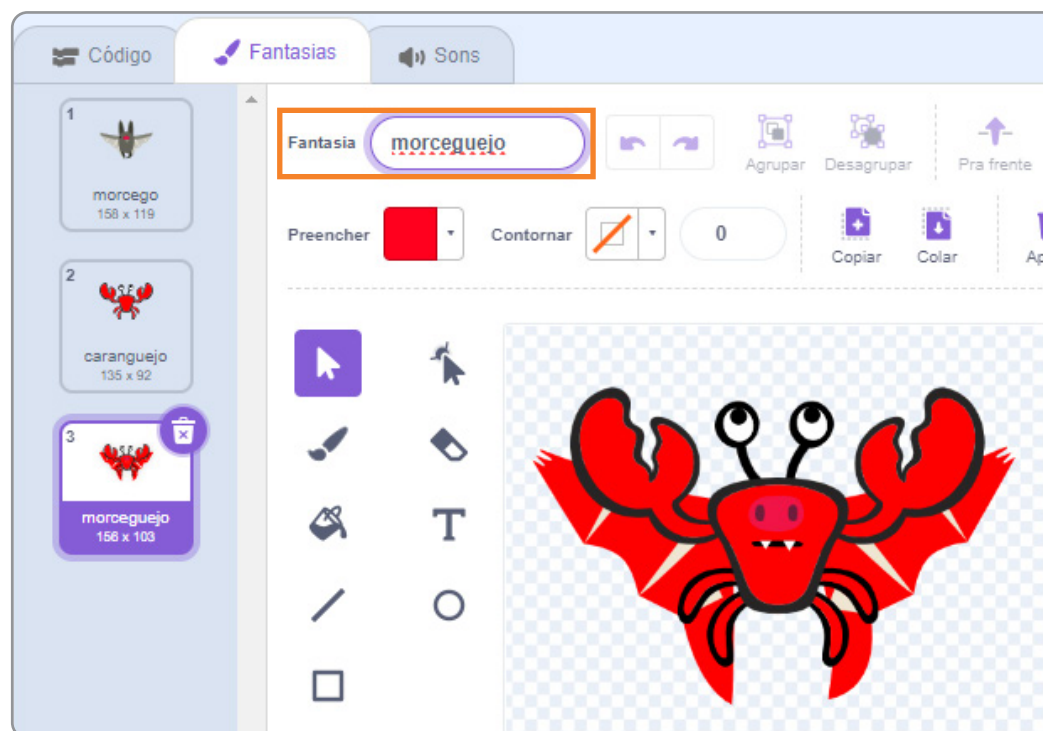 Código
Fantasias
Sons
1
morcego
158 x 119
2
caranguejo
135 x 92
3
morceguejo
156 x 103
Fantasia
morceguejo
Agrupar
Desagrupar
Pra frente
Preencher
Contornar
0
Copiar
Colar
Ap
T